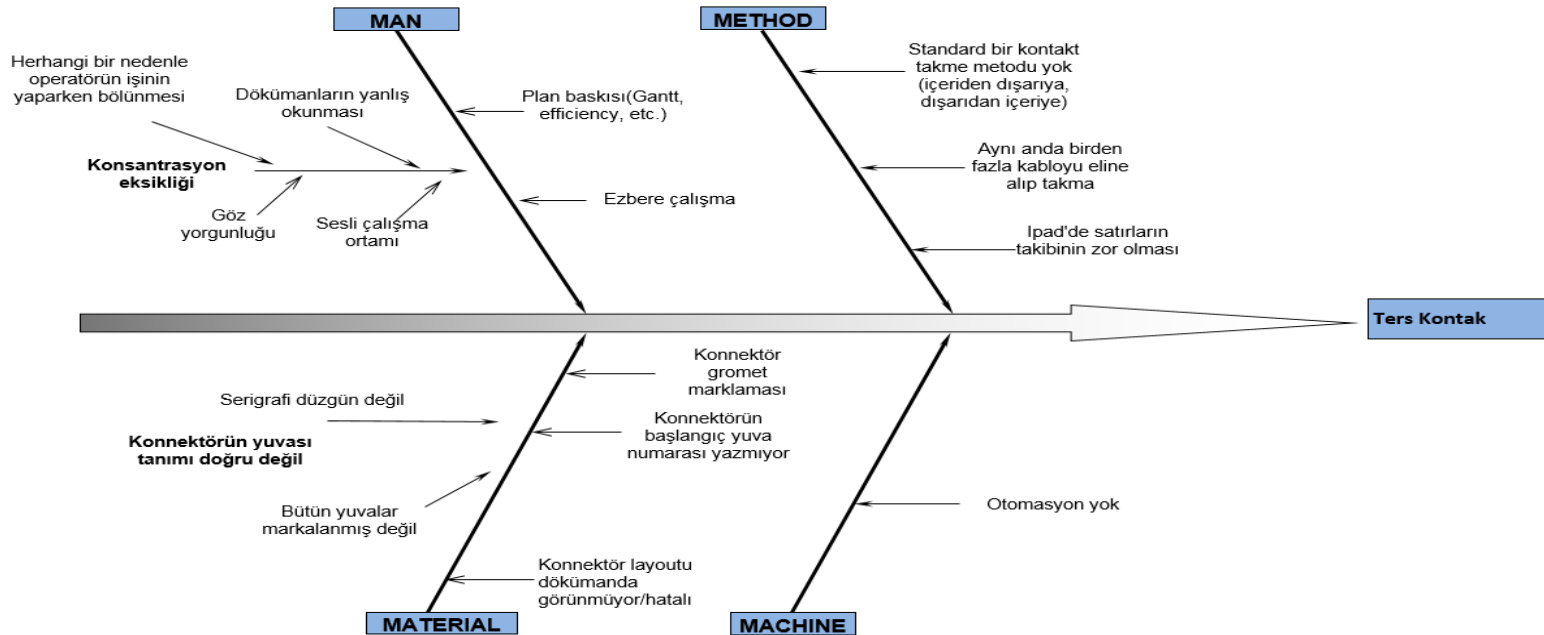 MAN
METHOD
Herhangi bir nedenle
operatörün işinin
yaparken bölünmesi
Dökümanların yanlış
okunması
Plan baskısı(Gantt,
efficiency, etc.)
Standard bir kontakt
takme metodu yok
(içeriden dışarıya,
dışarıdan içeriye)
Konsantrasyon
eksikliği
Aynı anda birden
fazla kabloyu eline
alıp takma
Göz
yorgunluğu
Sesli çalışma
ortamı
Ezbere çalışma
Ipad'de satırların
takibinin zor olması
Ters Kontak
Konnektör
gromet
marklaması
Serigrafi düzgün değil
Konnektörün yuvası
tanımı doğru değil
Konnektörün
başlangıç yuva
numarası yazmıyor
Bütün yuvalar
markalanmış değil
Otomasyon yok
Konnektör layoutu
dökümanda
görünmüyor/hatalı
MATERIAL
MACHINE